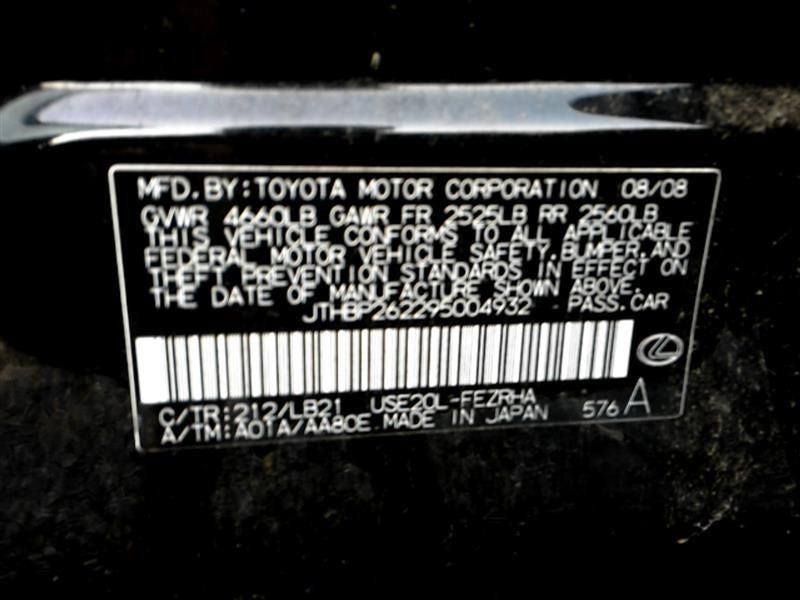 MFD. BY: TOYOTA MOTOR CORPORATION 08/08
GVWR 4660LB GAWR FR 2525LB RR 2560LB
THIS VEHICLE CONFORMS TO ALL APPLICABLE
FEDERAL MOTOR VEHICLE SAFETY, BUMPER, AND
THEFT PREVENTION STANDARDS IN EFFECT ON
THE DATE OF MANUFACTURE SHOWN ABOVE.
JTHBP262295004932 PASS. CAR
C/TR: 212/LB21 USE20L-FEZRHA
A/TM: A01A/AA80E MADE IN JAPAN 576 A